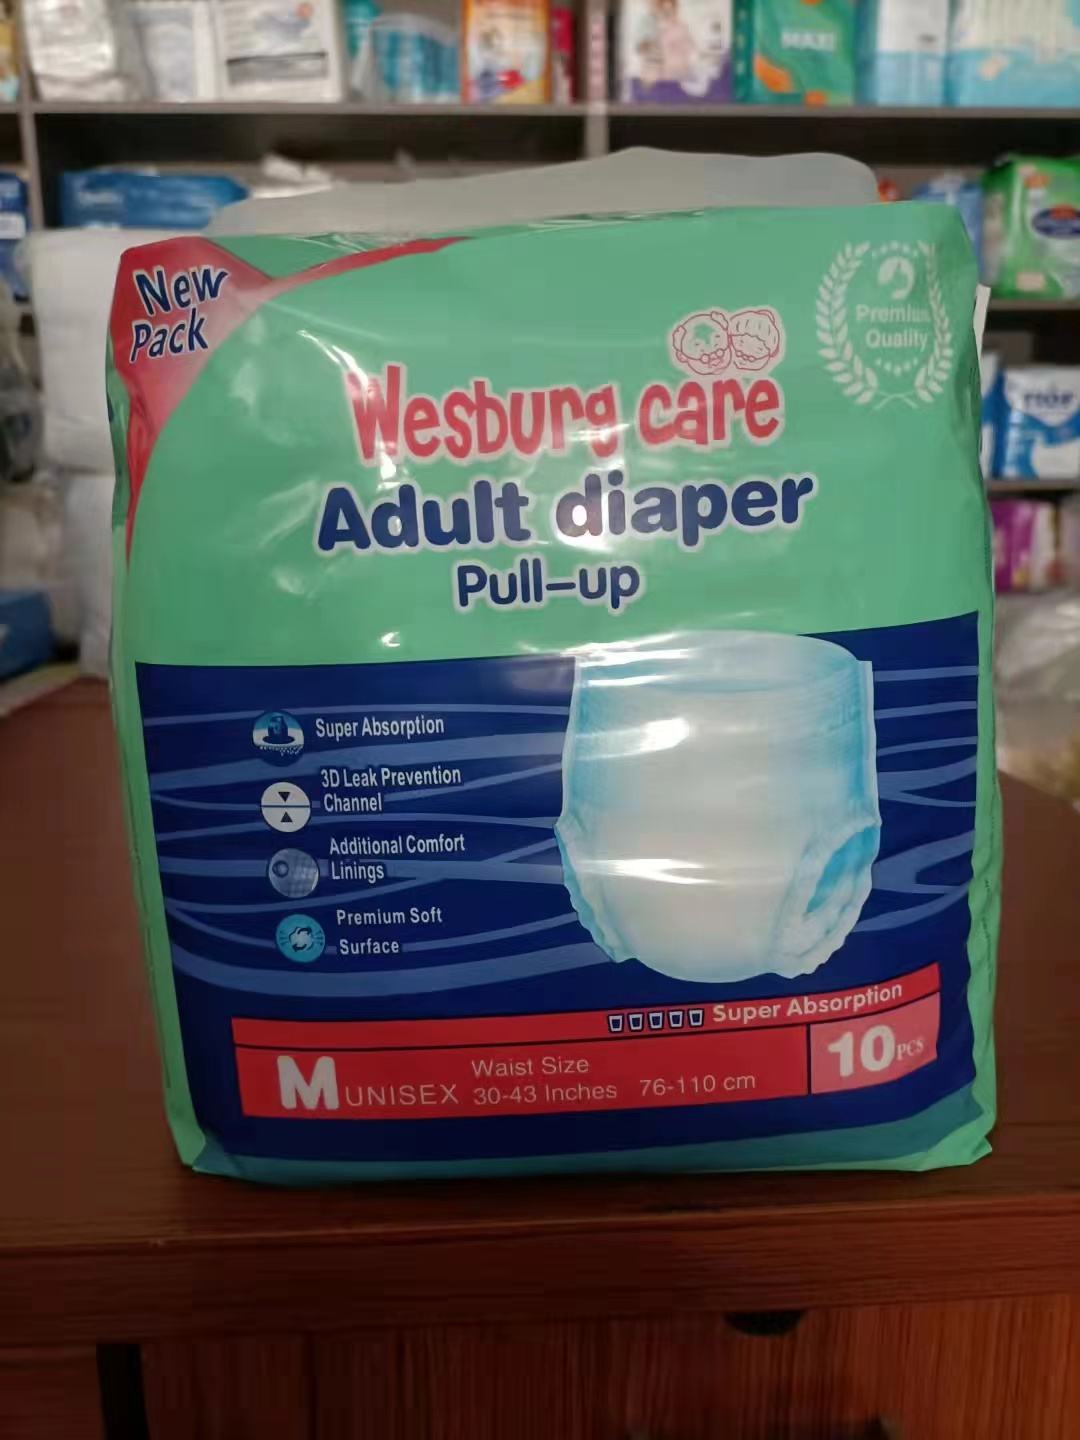 New
Pack
Premium
Quality
Wesburg care
Adult diaper
Pull-up
Super Absorption
3D Leak Prevention
Channel
Additional Comfort
Linings
Premium Soft
Surface
Super Absorption
M UNISEX
Waist Size
30-43 Inches 76-110 cm
10 PCS
MAXI